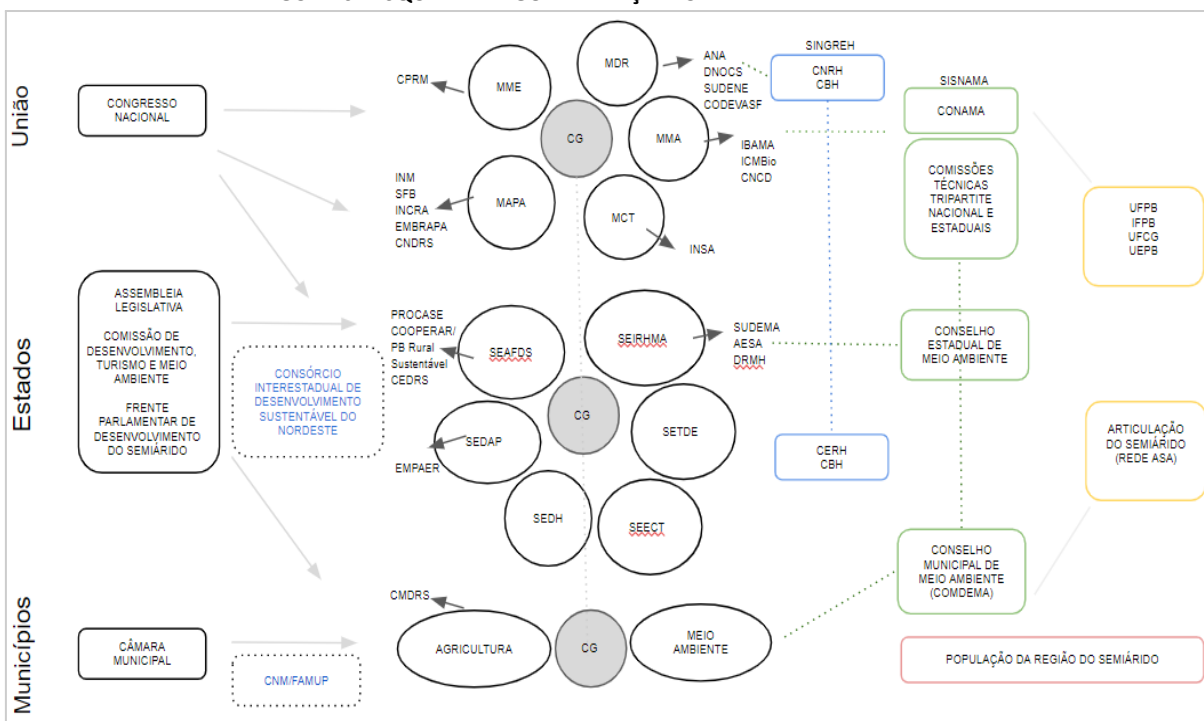 União
CONGRESSO
NACIONAL
CPRM
MME
MDR
ANA
DNOCS
SUDENE
CODEVASF
SINGREH
CNRH
CBH
SISNAMA
CONAMA
CG
MMA
IBAMA
ICMBio
CNCD
INM
SFB
INCRA
EMBRAPA
CNDRS
MAPA
MCT
INSA
COMISSÕES
TÉCNICAS
TRIPARTITE
NACIONAL E
ESTADUAIS
UFPB
IFPB
UFCG
UEPB
Estados
ASSEMBLEIA
LEGISLATIVA
COMISSÃO DE
DESENVOLVIMENTO,
TURISMO E MEIO
AMBIENTE
FRENTE
PARLAMENTAR DE
DESENVOLVIMENTO
DO SEMIÁRIDO
CONSÓRCIO
INTERESTADUAL DE
DESENVOLVIMENTO
SUSTENTÁVEL DO
NORDESTE
PROCASE
COOPERAR/
PB Rural
Sustentável
CEDRS
SEAFDS
SEIRHMA
SUDEMA
AESA
DRMH
CONSELHO
ESTADUAL DE
MEIO AMBIENTE
CG
SEDAP
EMPAER
SETDE
CERH
CBH
ARTICULAÇÃO
DO SEMIÁRIDO
(REDE ASA)
SEDH
SEECT
Municípios
CÂMARA
MUNICIPAL
CNM/FAMUP
CMDRS
AGRICULTURA
CG
MEIO
AMBIENTE
CONSELHO
MUNICIPAL DE
MEIO AMBIENTE
(COMDEMA)
POPULAÇÃO DA REGIÃO DO SEMIÁRIDO